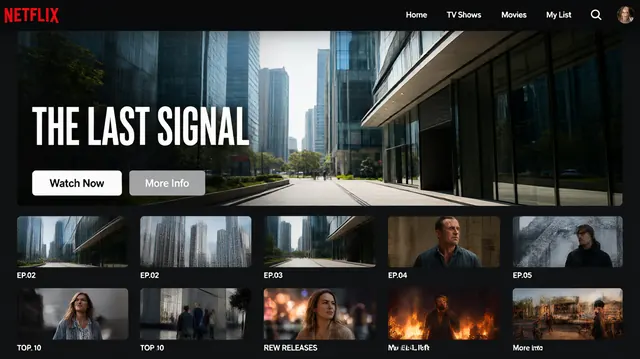 NETFLIX
Home TV Shows Movies My List
THE LAST SIGNAL
Watch Now More Info
EP.02 EP.02 EP.03 EP.04 EP.05
TOP. 10 TOP 10 REW RELEASES More Info